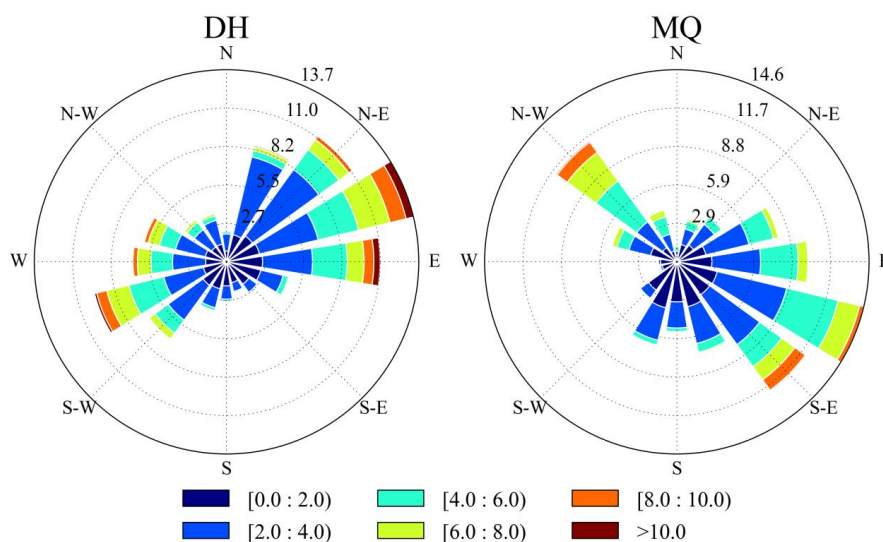 DH
MQ
N
13.7
11.0
8.2
5.5
2.7
N-E
E
S-E
S
S-W
W
N-W
N
14.6
11.7
8.8
5.9
2.9
N-E
E
S-E
S
S-W
W
N-W
[0.0 : 2.0)
[4.0 : 6.0)
[8.0 : 10.0)
[2.0 : 4.0)
[6.0 : 8.0)
>10.0